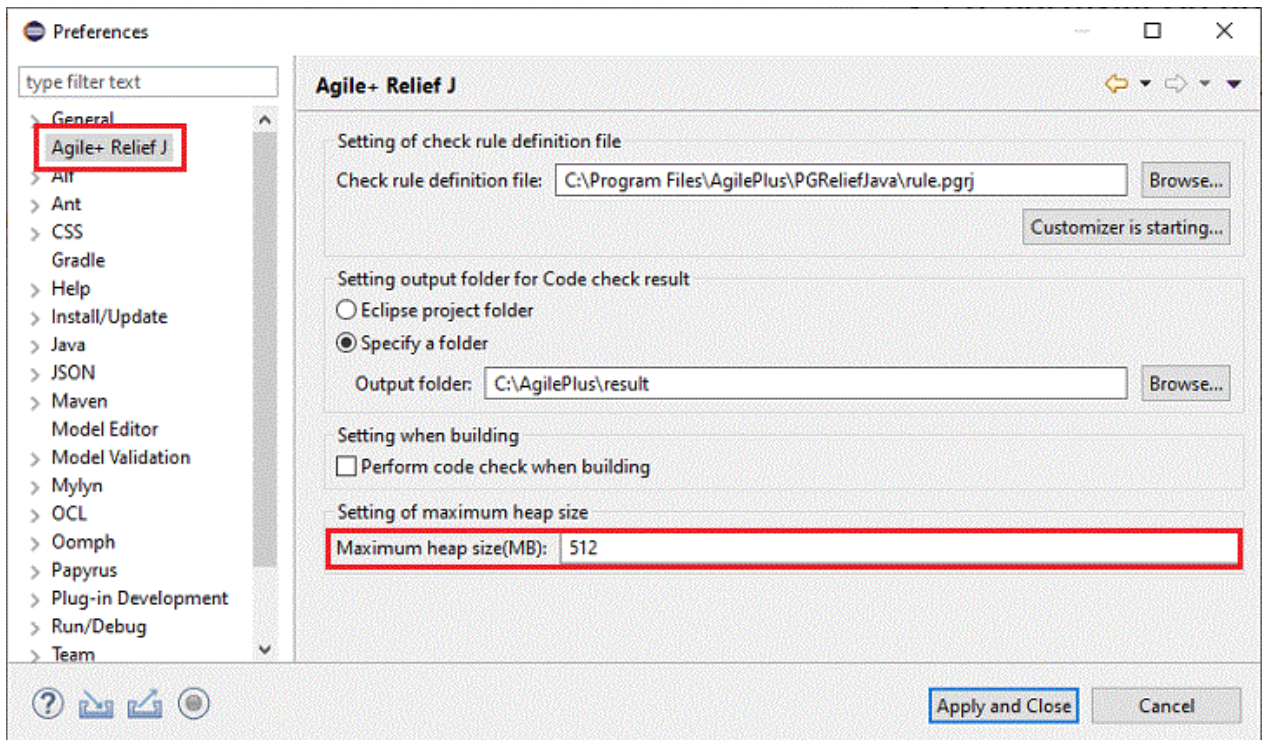 Preferences
type filter text
General
Agile+ Relief J
Alf
Ant
CSS
Gradle
Help
Install/Update
Java
JSON
Maven
Model Editor
Model Validation
Mylyn
OCL
Oomph
Papyrus
Plug-in Development
Run/Debug
Team
Agile+ Relief J
Setting of check rule definition file
Check rule definition file: C:\Program Files\AgilePlus\PGReliefJava\rule.pgrj Browse...
Customizer is starting...
Setting output folder for Code check result
Eclipse project folder
Specify a folder
Output folder: C:\AgilePlus\result Browse...
Setting when building
Perform code check when building
Setting of maximum heap size
Maximum heap size(MB): 512
Apply and Close Cancel